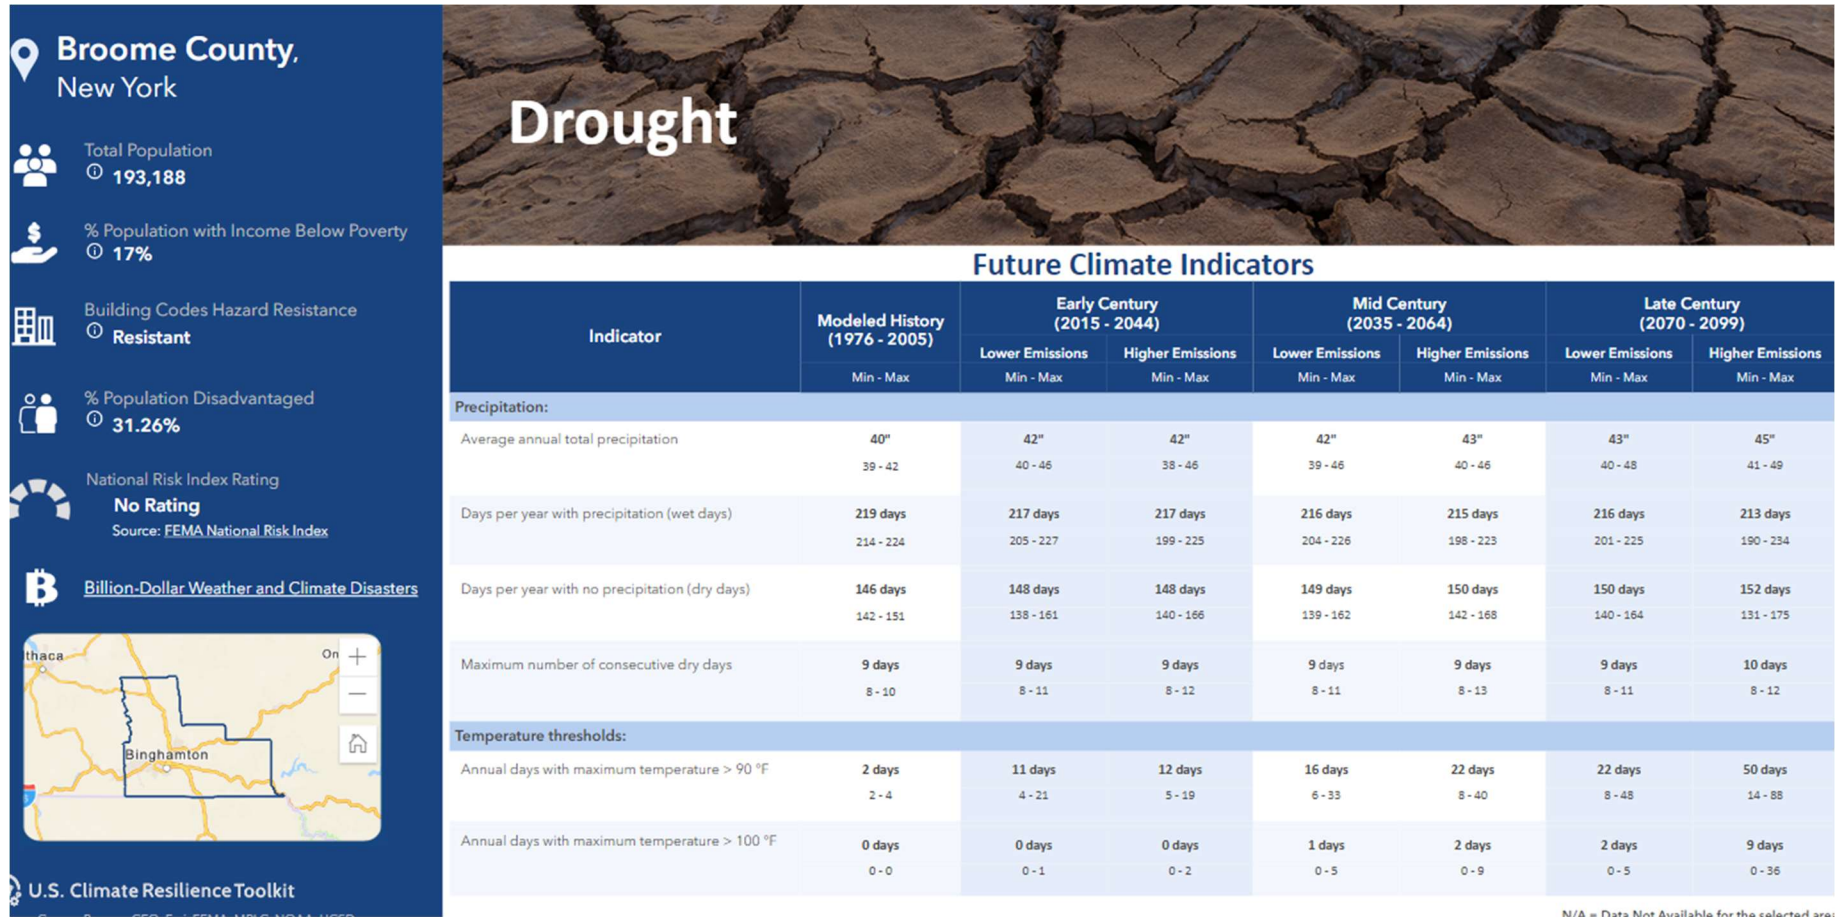 Broome County,
New York
Total Population
193,188
% Population with Income Below Poverty
17%
Building Codes Hazard Resistance
Resistant
% Population Disadvantaged
31.26%
National Risk Index Rating
No Rating
Source: FEMA National Risk Index
Billion-Dollar Weather and Climate Disasters
thaca
On
Binghamton
U.S. Climate Resilience Toolkit
Drought
Future Climate Indicators
Indicator
Modeled History
(1976 - 2005)
Early Century
(2015 - 2044)
Mid Century
(2035 - 2064)
Late Century
(2070 - 2099)
Lower Emissions Higher Emissions Lower Emissions Higher Emissions Lower Emissions Higher Emissions
Min - Max Min - Max Min - Max Min - Max Min - Max Min - Max Min - Max
Precipitation:
Average annual total precipitation 40" 42" 42" 42" 43" 43" 45"
39 - 42 40 - 46 38 - 46 39 - 46 40 - 46 40 - 48 41 - 49
Days per year with precipitation (wet days) 219 days 217 days 217 days 216 days 215 days 216 days 213 days
214 - 224 205 - 227 199 - 225 204 - 226 198 - 223 201 - 225 190 - 234
Days per year with no precipitation (dry days) 146 days 148 days 148 days 149 days 150 days 150 days 152 days
142 - 151 138 - 161 140 - 166 139 - 162 142 - 168 140 - 164 131 - 175
Maximum number of consecutive dry days 9 days 9 days 9 days 9 days 9 days 9 days 10 days
8 - 10 8 - 11 8 - 12 8 - 11 8 - 13 8 - 11 8 - 12
Temperature thresholds:
Annual days with maximum temperature > 90 °F 2 days 11 days 12 days 16 days 22 days 22 days 50 days
2 - 4 4 - 21 5 - 19 6 - 33 8 - 40 8 - 48 14 - 88
Annual days with maximum temperature > 100 °F 0 days 0 days 0 days 1 days 2 days 2 days 9 days
0 - 0 0 - 1 0 - 2 0 - 5 0 - 9 0 - 5 0 - 36
N/A = Data Not Available for the selected area